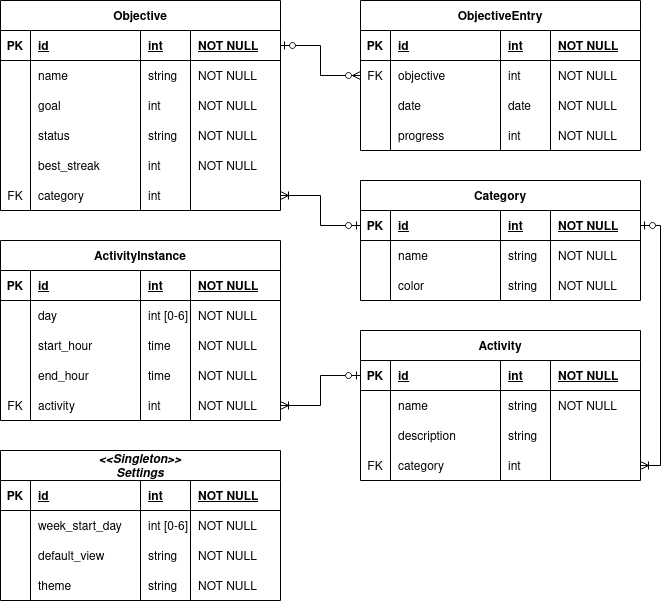 Objective
PK id int NOT NULL
name string NOT NULL
goal int NOT NULL
status string NOT NULL
best_streak int NOT NULL
FK category int
ObjectiveEntry
PK id int NOT NULL
FK objective int NOT NULL
date date NOT NULL
progress int NOT NULL
Category
PK id int NOT NULL
name string NOT NULL
color string NOT NULL
ActivityInstance
PK id int NOT NULL
day int [0-6] NOT NULL
start_hour time NOT NULL
end_hour time NOT NULL
FK activity int NOT NULL
Activity
PK id int NOT NULL
name string NOT NULL
description string
FK category int
<<Singleton>>
Settings
PK id int NOT NULL
week_start_day int [0-6] NOT NULL
default_view string NOT NULL
theme string NOT NULL